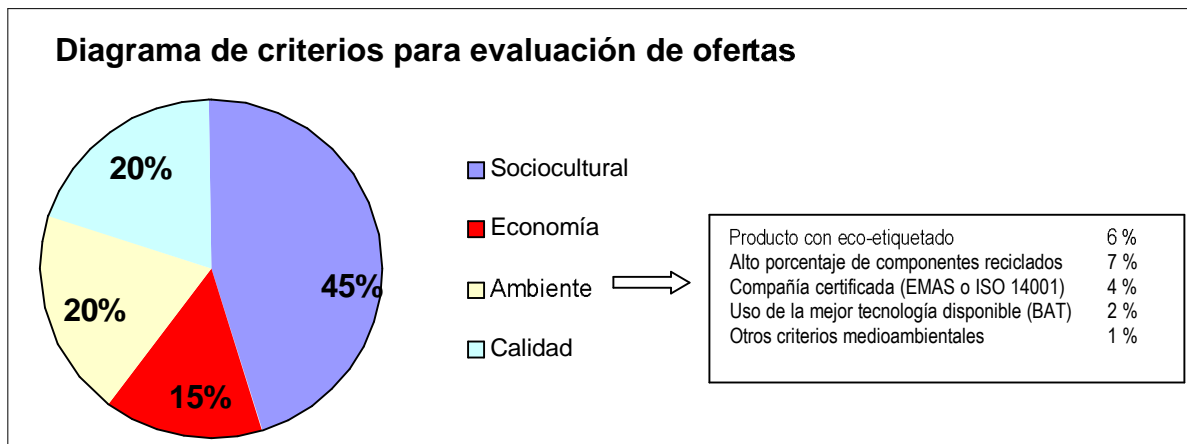 Diagrama de criterios para evaluación de ofertas
20%
20%
15%
45%
Sociocultural
Economía
Ambiente
Calidad
Producto con eco-etiquetado 6 %
Alto porcentaje de componentes reciclados 7 %
Compañía certificada (EMAS o ISO 14001) 4 %
Uso de la mejor tecnología disponible (BAT) 2 %
Otros criterios medioambientales 1 %